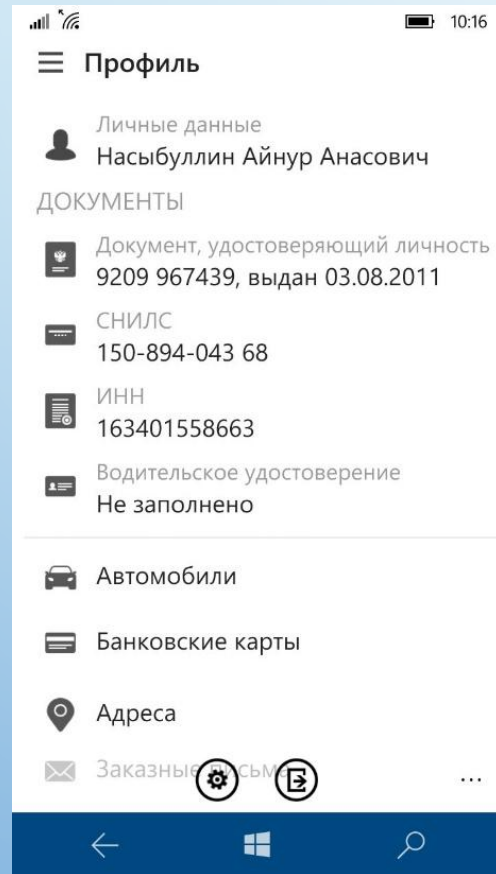 10:16
Профиль
Личные данные
Насыбуллин Айнур Анасович
ДОКУМЕНТЫ
Документ, удостоверяющий личность
9209 967439, выдан 03.08.2011
СНИЛС
150-894-043 68
ИНН
163401558663
Водительское удостоверение
Не заполнено
Автомобили
Банковские карты
Адреса
Заказные
...